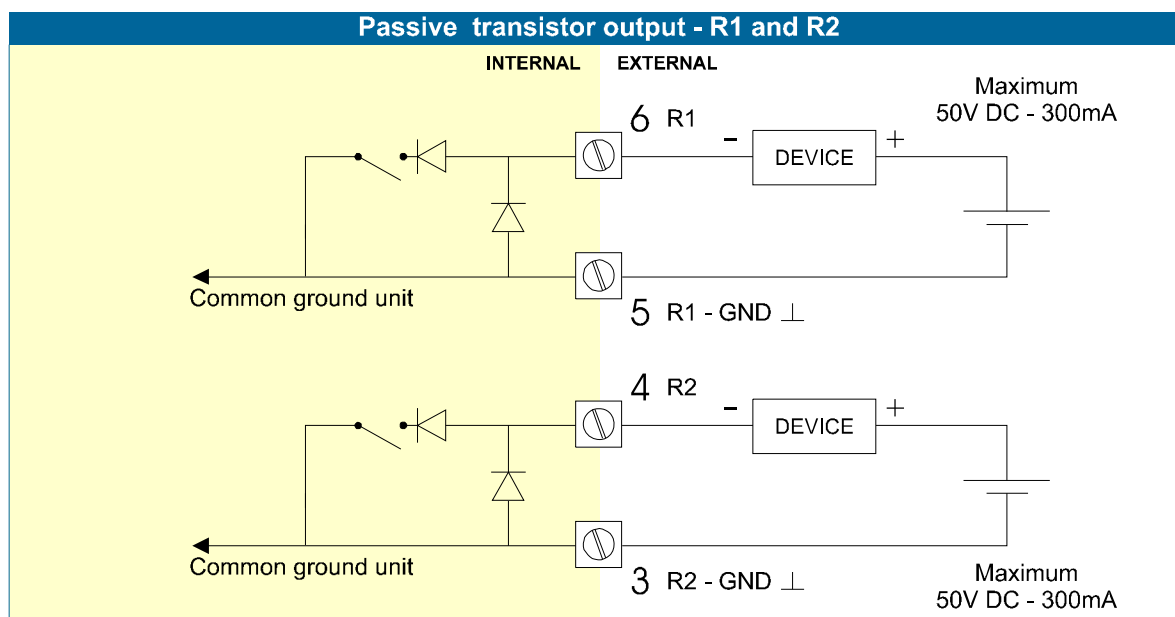 Passive transistor output - R1 and R2
INTERNAL EXTERNAL
Maximum
50V DC - 300mA
6 R1
- DEVICE +
Common ground unit
5 R1 - GND ⊥
4 R2
- DEVICE +
Common ground unit
3 R2 - GND ⊥
Maximum
50V DC - 300mA